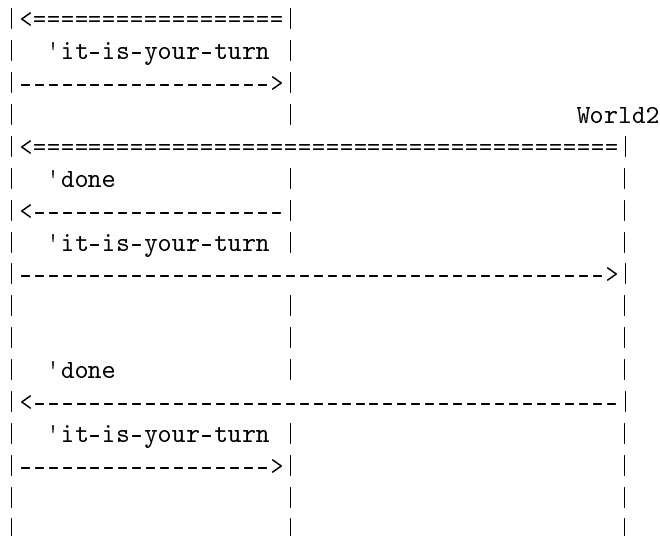 |<==================|
| 'it-is-your-turn |
|------------------>|
| | World2
|<==========================================|
| 'done | |
|<------------------| |
| 'it-is-your-turn | |
|------------------------------------------>|
| | |
| | |
| 'done | |
|<------------------------------------------|
| 'it-is-your-turn | |
|------------------>| |
| | |
| | |